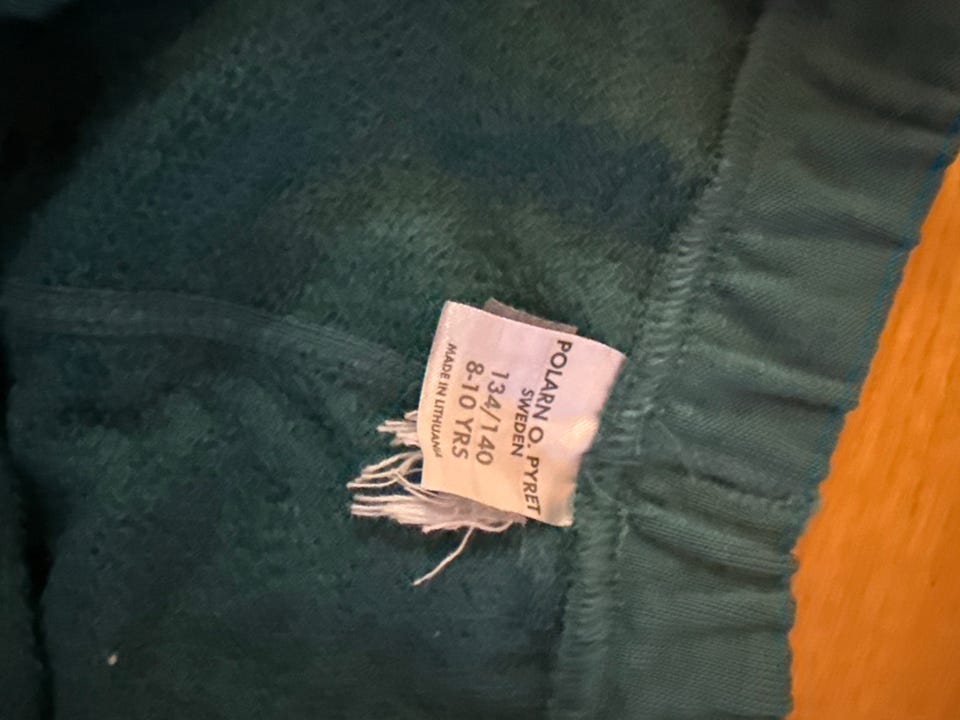 POLARN O. PYRET
SWEDEN
134/140
8-10 YRS
MADE IN LITHUANIA